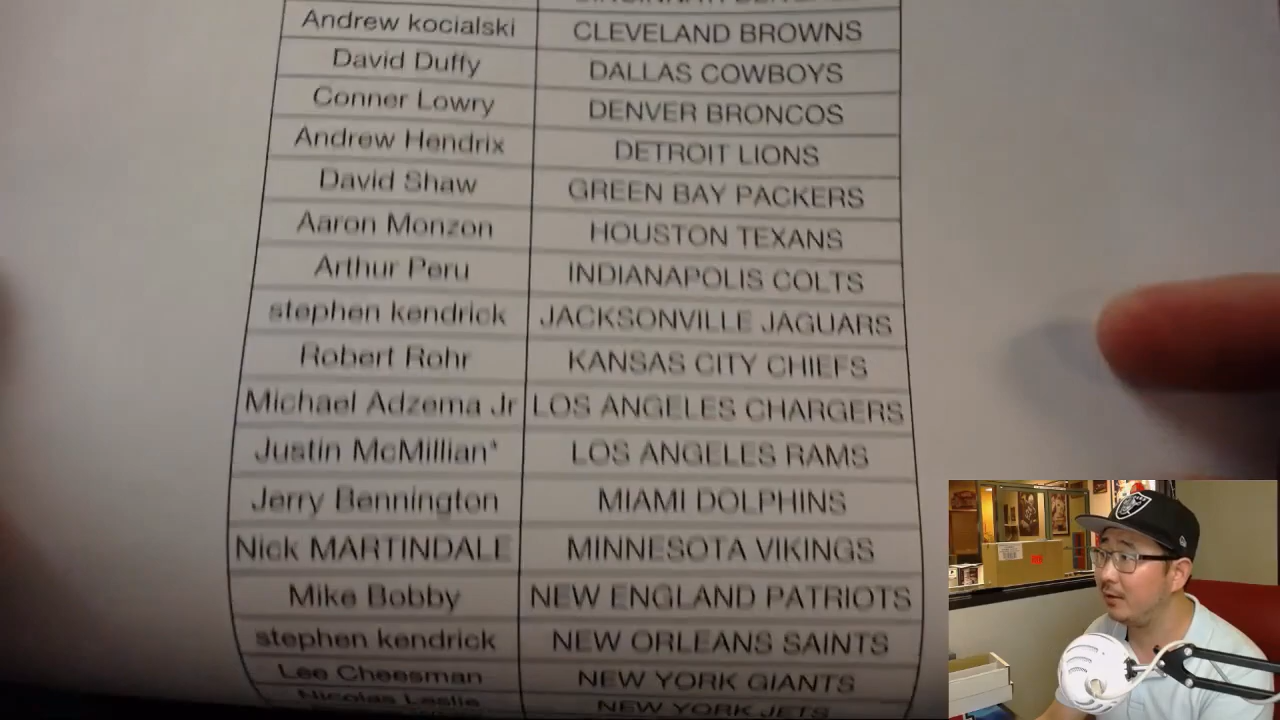 Andrew kocialski CLEVELAND BROWNS
David Duffy DALLAS COWBOYS
Conner Lowry DENVER BRONCOS
Andrew Hendrix DETROIT LIONS
David Shaw GREEN BAY PACKERS
Aaron Monzon HOUSTON TEXANS
Arthur Peru INDIANAPOLIS COLTS
stephen kendrick JACKSONVILLE JAGUARS
Robert Rohr KANSAS CITY CHIEFS
Michael Adzema Jr LOS ANGELES CHARGERS
Justin McMillian* LOS ANGELES RAMS
Jerry Bennington MIAMI DOLPHINS
Nick MARTINDALE MINNESOTA VIKINGS
Mike Bobby NEW ENGLAND PATRIOTS
stephen kendrick NEW ORLEANS SAINTS
Lee Cheesman NEW YORK GIANTS
Nicolas Leslie NEW YORK JETS